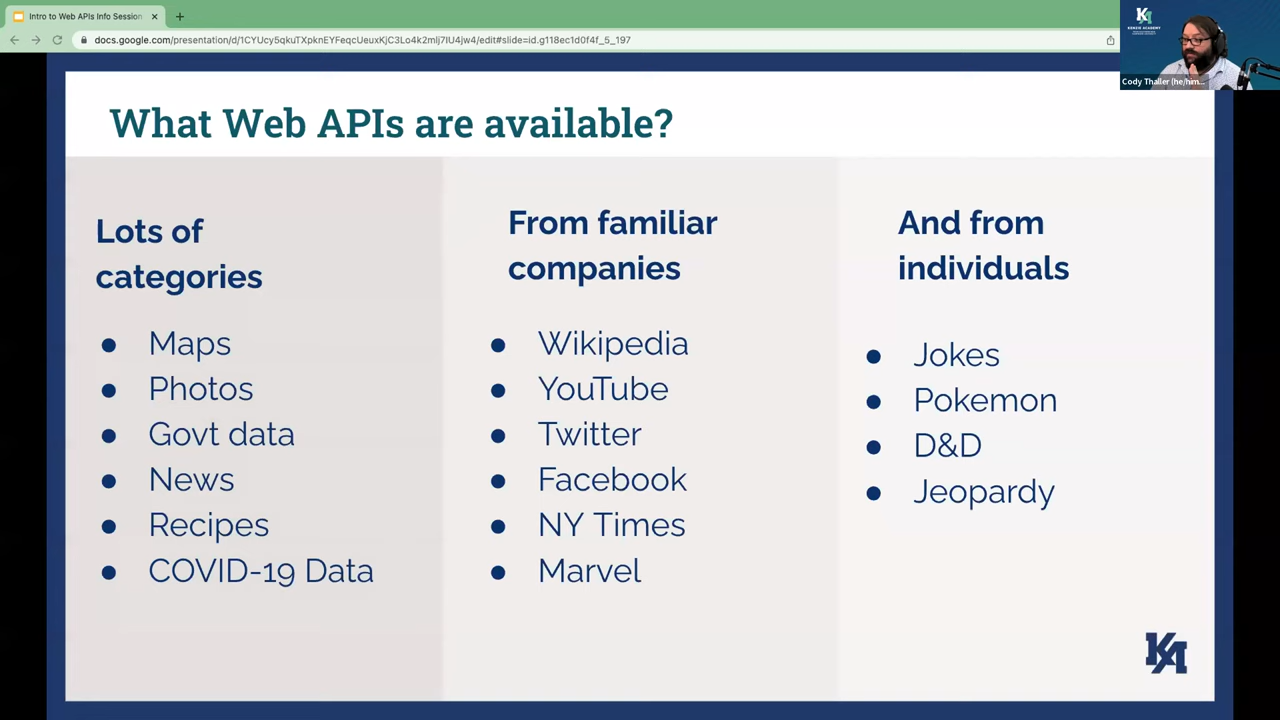 Intro to Web APIs Info Session
docs.google.com/presentation/d/1CYUcy5qkuTXpknEYFeqcUeuxKjC3Lo4k2mlj7IU4jw4/edit#slide=id.g118ec1d0f4f_5_197
KA
Cody Thaller (he/him...
What Web APIs are available?
Lots of
categories
Maps
Photos
Govt data
News
Recipes
COVID-19 Data
From familiar
companies
Wikipedia
YouTube
Twitter
Facebook
NY Times
Marvel
And from
individuals
Jokes
Pokemon
D&D
Jeopardy
KA